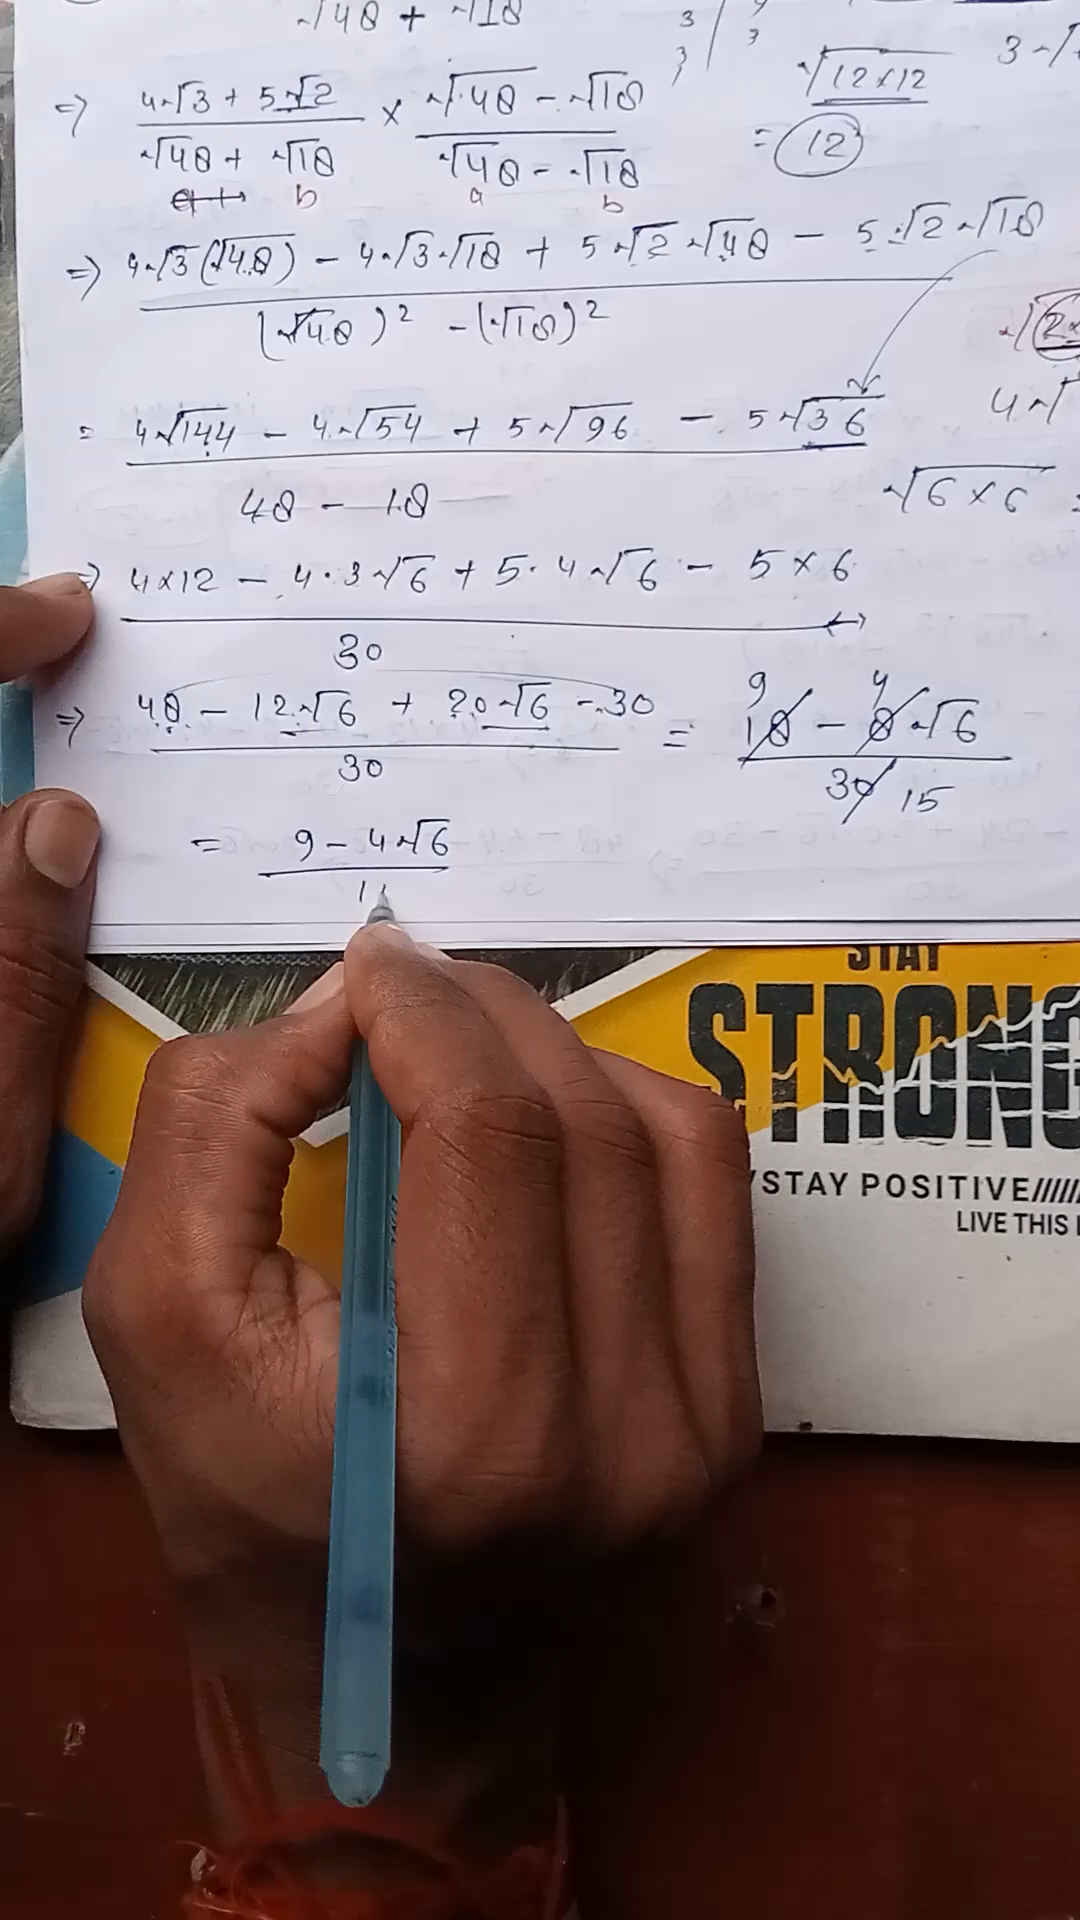 √48 + √18
⇒ (4√3 + 5√2)/(√48 + √18) × (√48 - √18)/(√48 - √18)
b a b
√12×12
= 12
3√
⇒ (4√3(√48) - 4√3·√18 + 5√2·√48 - 5√2·√18)/((√48)² - (√18)²)
= (4√144 - 4√54 + 5√96 - 5√36)/(48 - 18)
4√
√6×6 =
⇒ (4×12 - 4·3√6 + 5·4√6 - 5×6)/30
⇒ (48 - 12√6 + 20√6 - 30)/30 = (18 - 8√6)/30
9 4 15
= (9 - 4√6)/1
STAY
STRONG
STAY POSITIVE//////
LIVE THIS